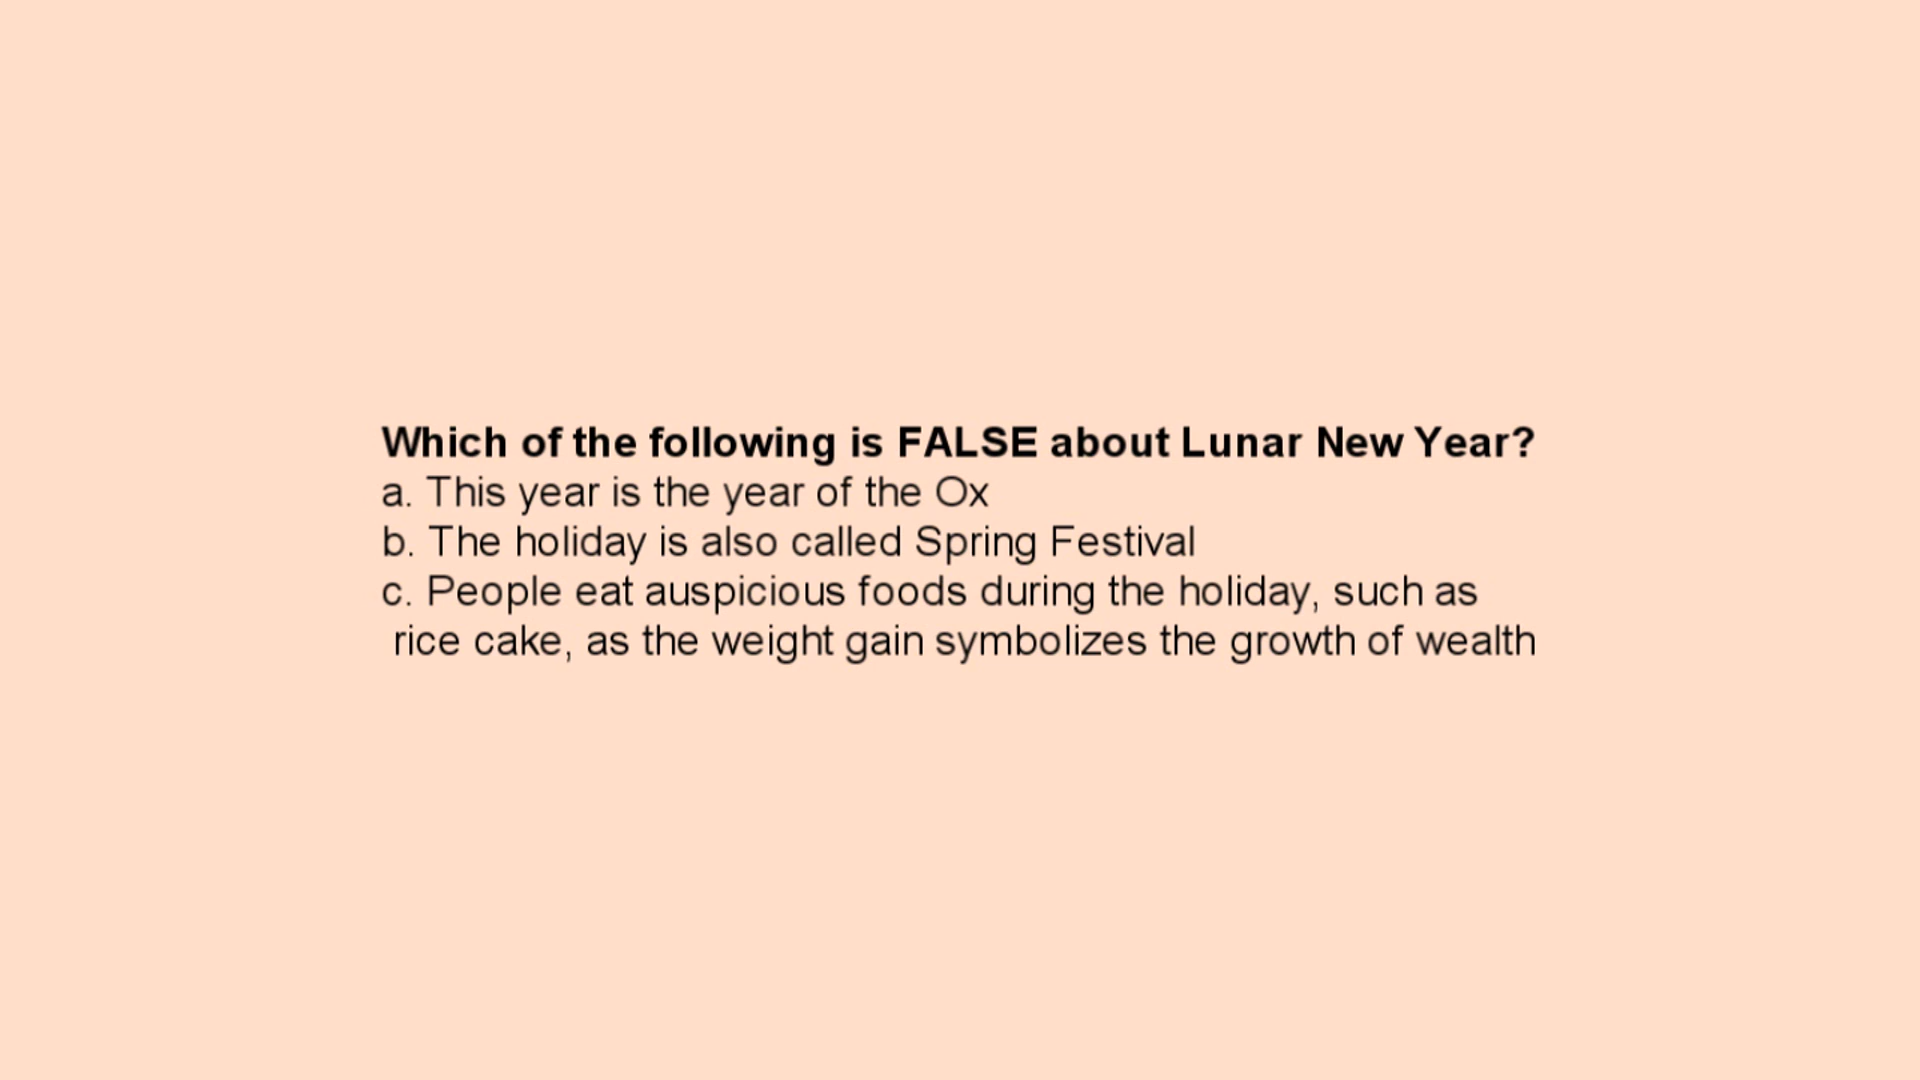 Which of the following is FALSE about Lunar New Year?
a. This year is the year of the Ox
b. The holiday is also called Spring Festival
c. People eat auspicious foods during the holiday, such as
rice cake, as the weight gain symbolizes the growth of wealth